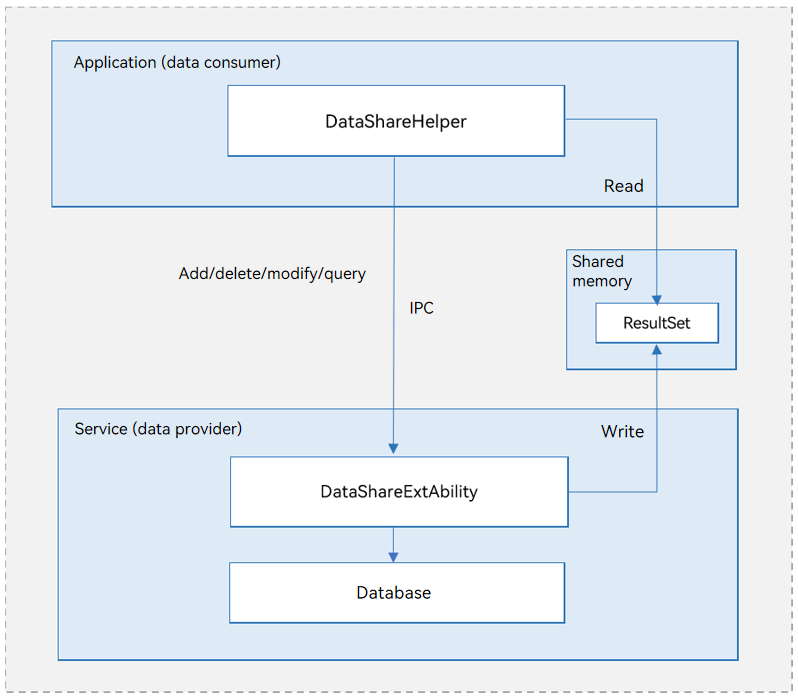 Application (data consumer)
DataShareHelper
Read
Add/delete/modify/query
IPC
Shared
memory
ResultSet
Service (data provider)
Write
DataShareExtAbility
Database